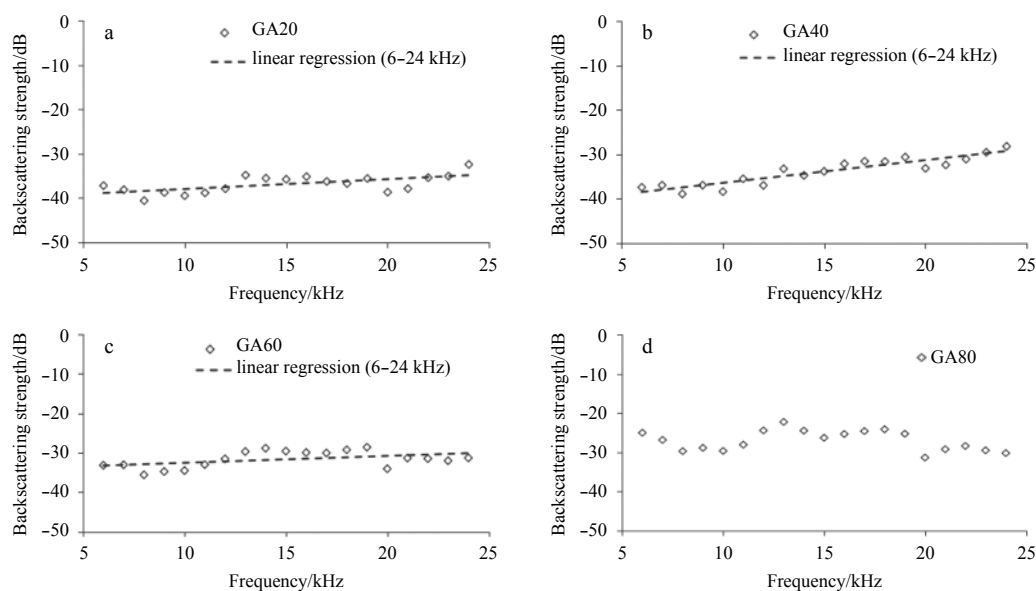 0
-10
-20
-30
-40
-50
Backscattering strength/dB
a
GA20
linear regression (6–24 kHz)
5
10
15
20
25
Frequency/kHz
0
-10
-20
-30
-40
-50
Backscattering strength/dB
b
GA40
linear regression (6–24 kHz)
5
10
15
20
25
Frequency/kHz
0
-10
-20
-30
-40
-50
Backscattering strength/dB
c
GA60
linear regression (6–24 kHz)
5
10
15
20
25
Frequency/kHz
0
-10
-20
-30
-40
-50
Backscattering strength/dB
d
GA80
5
10
15
20
25
Frequency/kHz